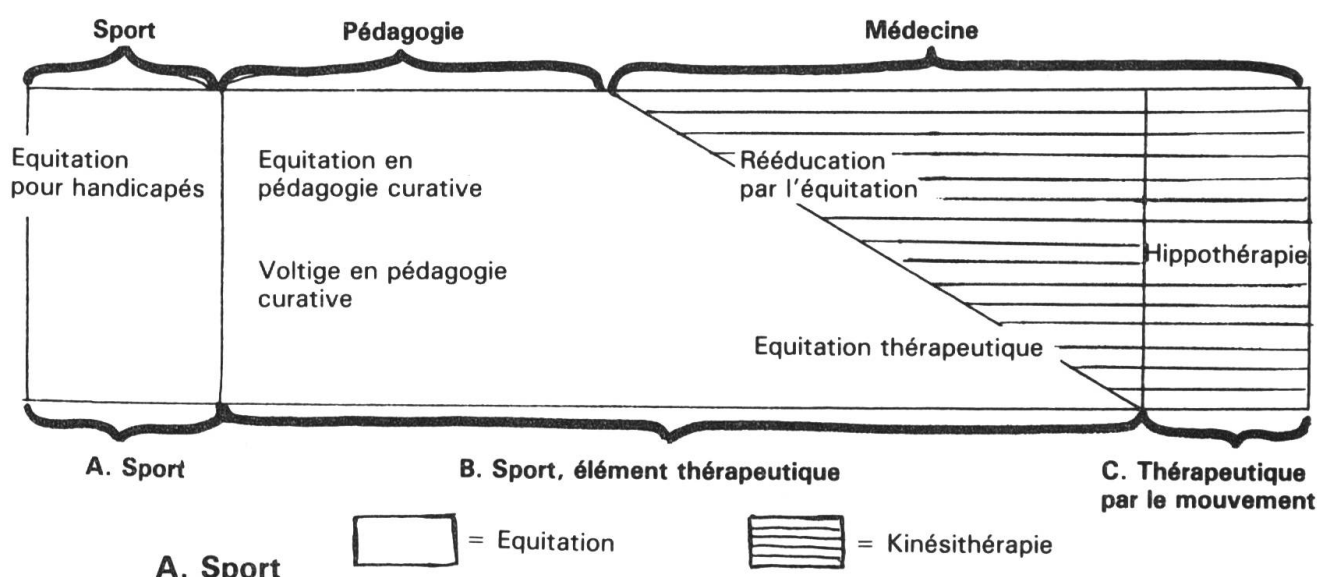 Sport Pédagogie Médecine
Equitation
pour handicapés
Equitation en
pédagogie curative
Voltige en pédagogie
curative
Rééducation
par l'équitation
Hippothérapie
Equitation thérapeutique
A. Sport
B. Sport, élément thérapeutique
C. Thérapeutique
par le mouvement
= Equitation
= Kinésithérapie
A. Sport